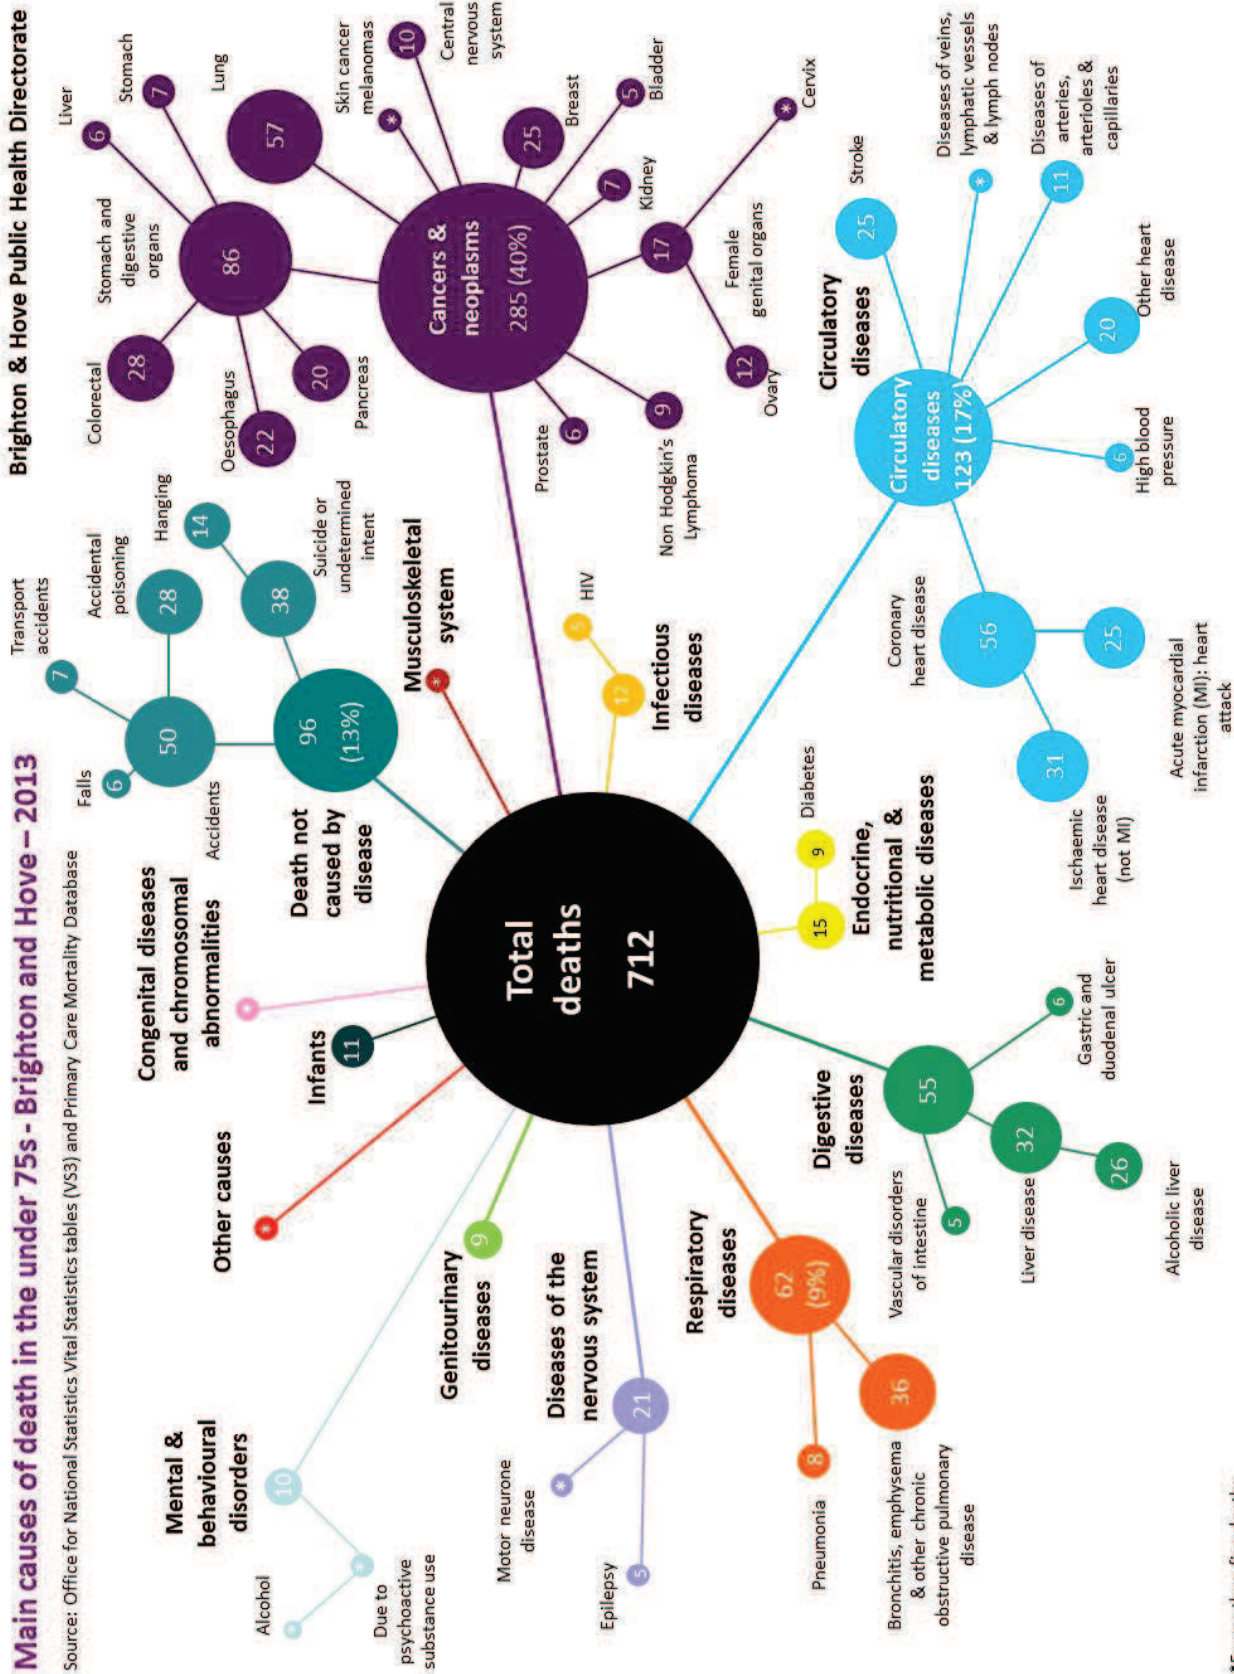 Main causes of death in the under 75s - Brighton and Hove – 2013
Brighton & Hove Public Health Directorate
Source: Office for National Statistics Vital Statistics tables (VS3) and Primary Care Mortality Database
Total
deaths
712
Mental &
behavioural
disorders
10
Alcohol
*
Due to
psychoactive
substance use
*
Other causes
*
Infants
11
Congenital diseases
and chromosomal
abnormalities
*
Death not
caused by
disease
96
(13%)
Accidents
50
Falls
6
Transport
accidents
7
Accidental
poisoning
28
Suicide or
undetermined
intent
38
Hanging
14
Musculoskeletal
system
*
Cancers &
neoplasms
285 (40%)
Stomach and
digestive
organs
86
Colorectal
28
Oesophagus
22
Pancreas
20
Liver
6
Stomach
7
Lung
57
Skin cancer
melanomas
*
Central
nervous
system
10
Breast
25
Bladder
5
Kidney
7
Female
genital organs
17
Cervix
*
Ovary
12
Non Hodgkin's
Lymphoma
9
Prostate
6
Infectious
diseases
12
HIV
5
Circulatory
diseases
Circulatory
diseases
123 (17%)
Stroke
25
Diseases of veins,
lymphatic vessels
& lymph nodes
*
Diseases of
arteries,
arterioles &
capillaries
11
Other heart
disease
20
High blood
pressure
6
Coronary
heart disease
56
Acute myocardial
infarction (MI): heart
attack
25
Ischaemic
heart disease
(not MI)
31
Endocrine,
nutritional &
metabolic diseases
15
Diabetes
9
Digestive
diseases
55
Gastric and
duodenal ulcer
6
Liver disease
32
Alcoholic liver
disease
26
Vascular disorders
of intestine
5
Respiratory
diseases
62
(9%)
Pneumonia
8
Bronchitis, emphysema
& other chronic
obstructive pulmonary
disease
36
Diseases of the
nervous system
21
Motor neurone
disease
*
Epilepsy
5
Genitourinary
diseases
9